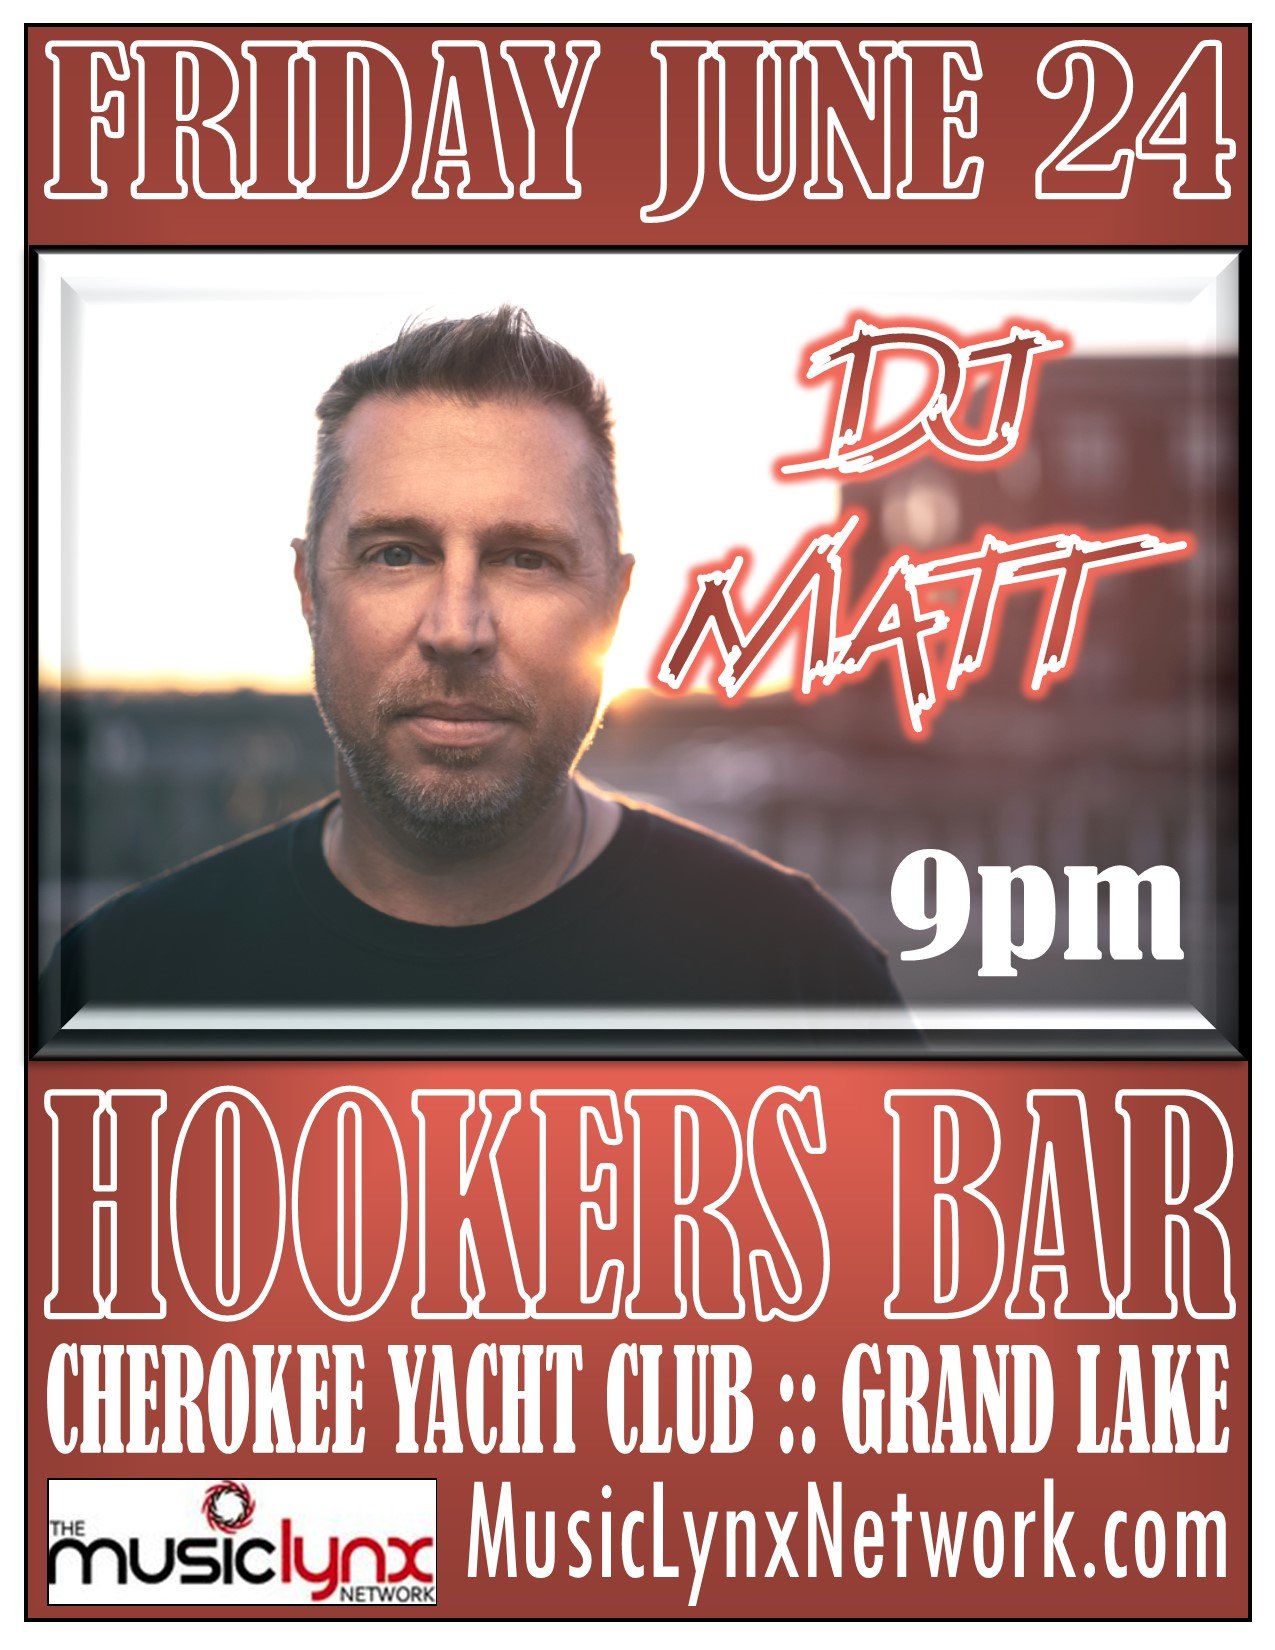 FRIDAY JUNE 24
DJ
MATT
9pm
HOOKERS BAR
CHEROKEE YACHT CLUB :: GRAND LAKE
THE
musiclynx
NETWORK
MusicLynxNetwork.com